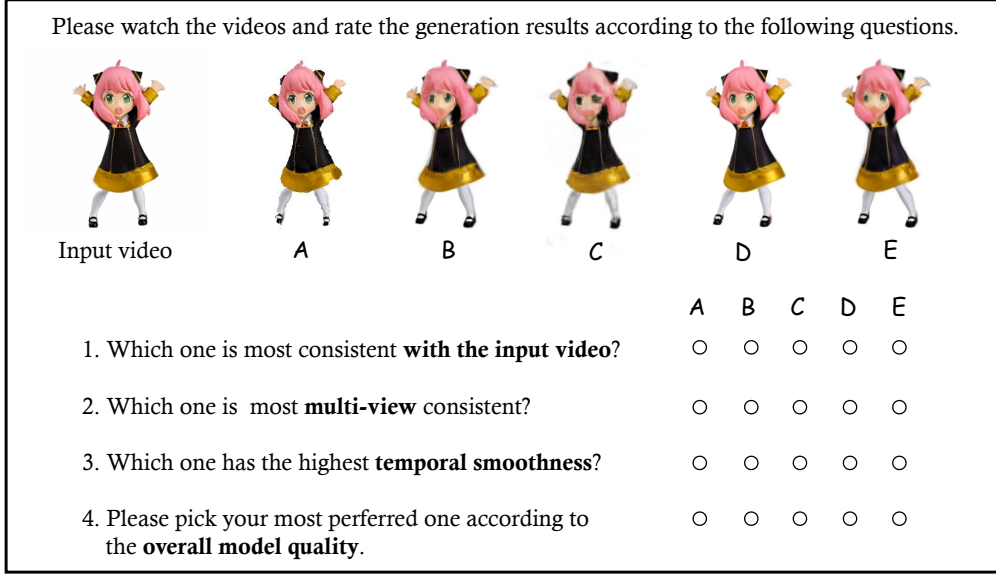 Please watch the videos and rate the generation results according to the following questions.
Input video A B C D E
A B C D E
1. Which one is most consistent with the input video?
2. Which one is most multi-view consistent?
3. Which one has the highest temporal smoothness?
4. Please pick your most perferred one according to
the overall model quality.